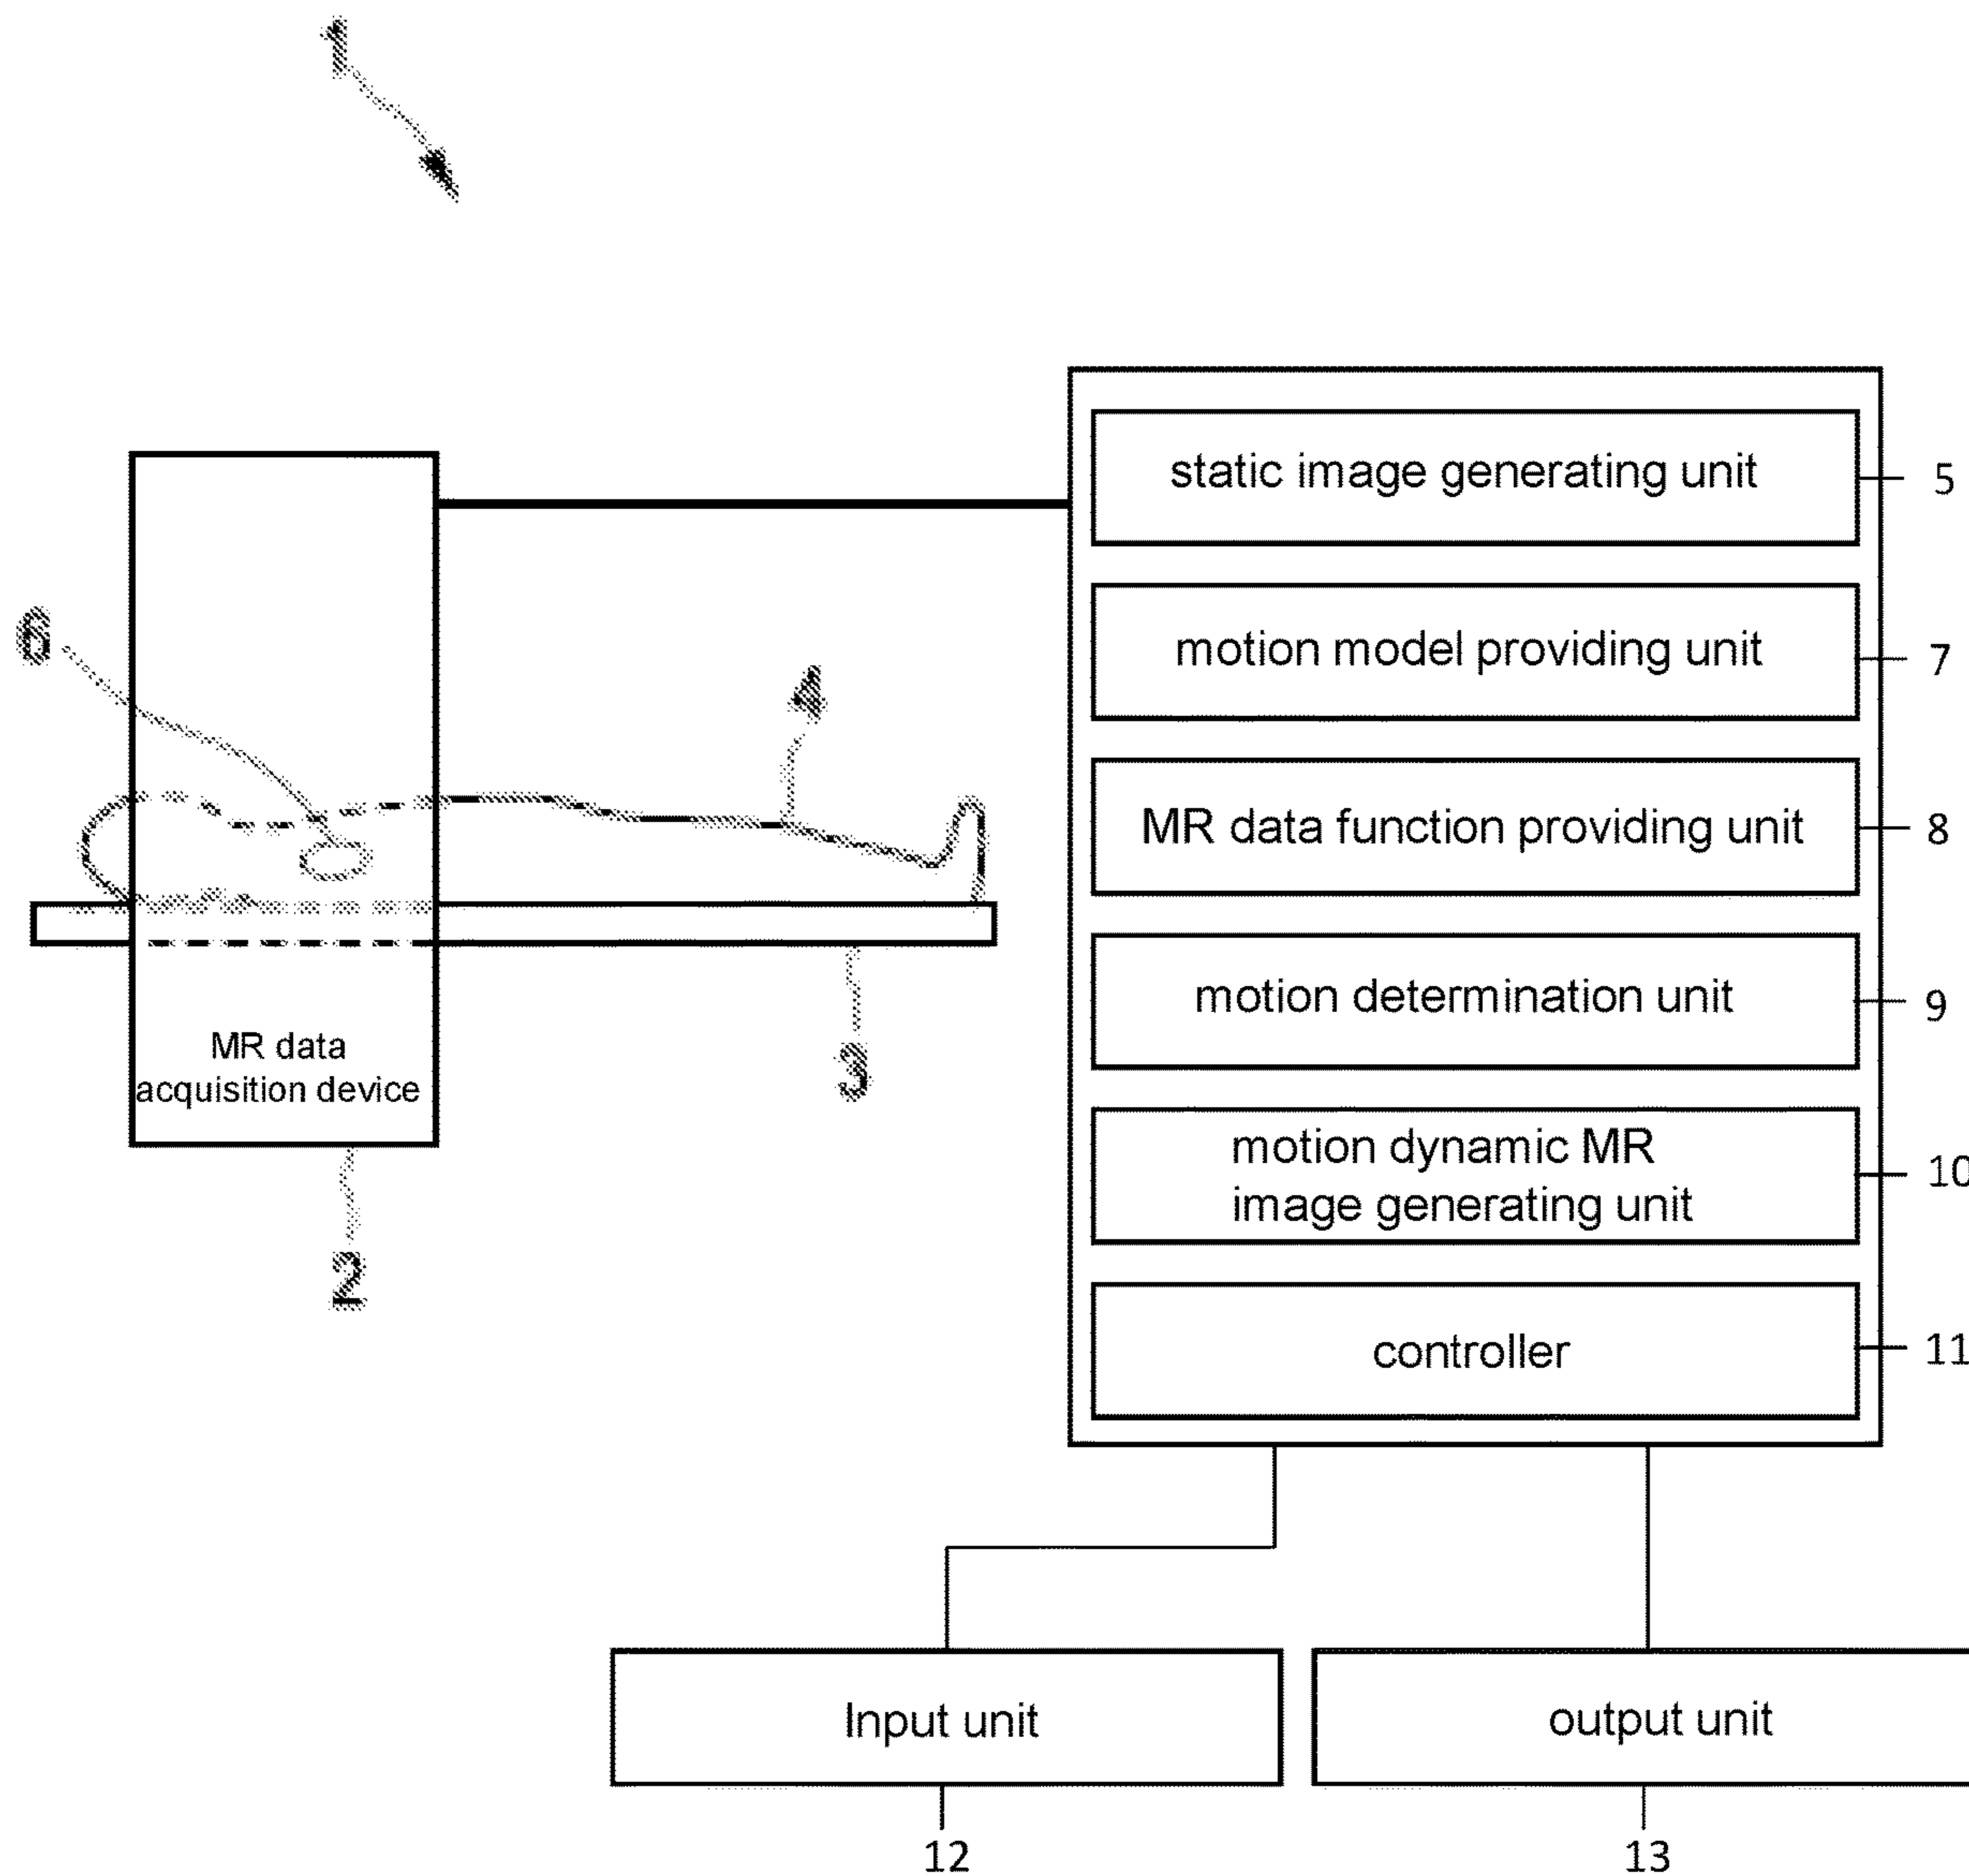 1
static image generating unit
5
6
motion model providing unit
7
4
MR data function providing unit
8
motion determination unit
9
MR data
acquisition device
3
motion dynamic MR
image generating unit
10
2
controller
11
Input unit
output unit
12
13